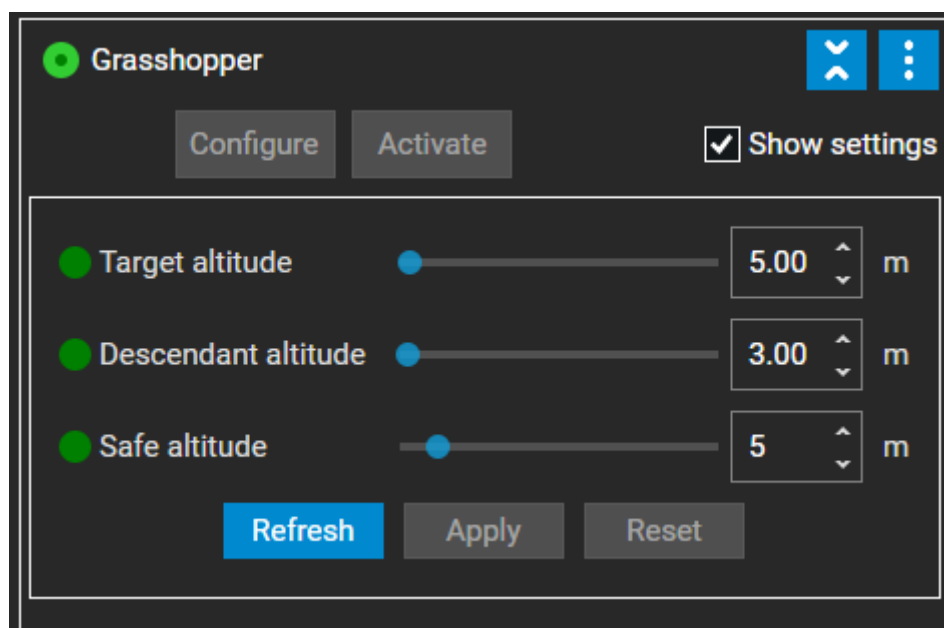 Grasshopper
Configure Activate Show settings
Target altitude 5.00 m
Descendant altitude 3.00 m
Safe altitude 5 m
Refresh Apply Reset